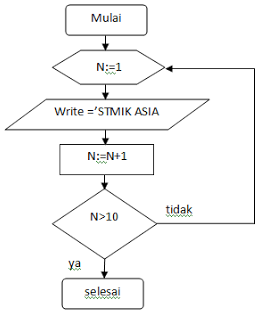 Mulai
N:=1
Write ='STMIK ASIA
N:=N+1
N>10
tidak
ya
selesai